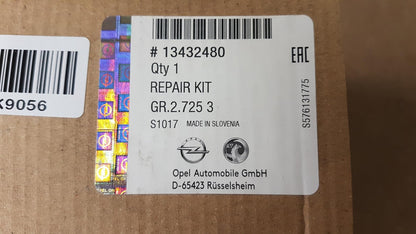 # 13432480
Qty 1
REPAIR KIT
GR.2.725 3
S1017 MADE IN SLOVENIA
Opel Automobile GmbH
D-65423 Rüsselsheim
EAC
S576131775
K9056